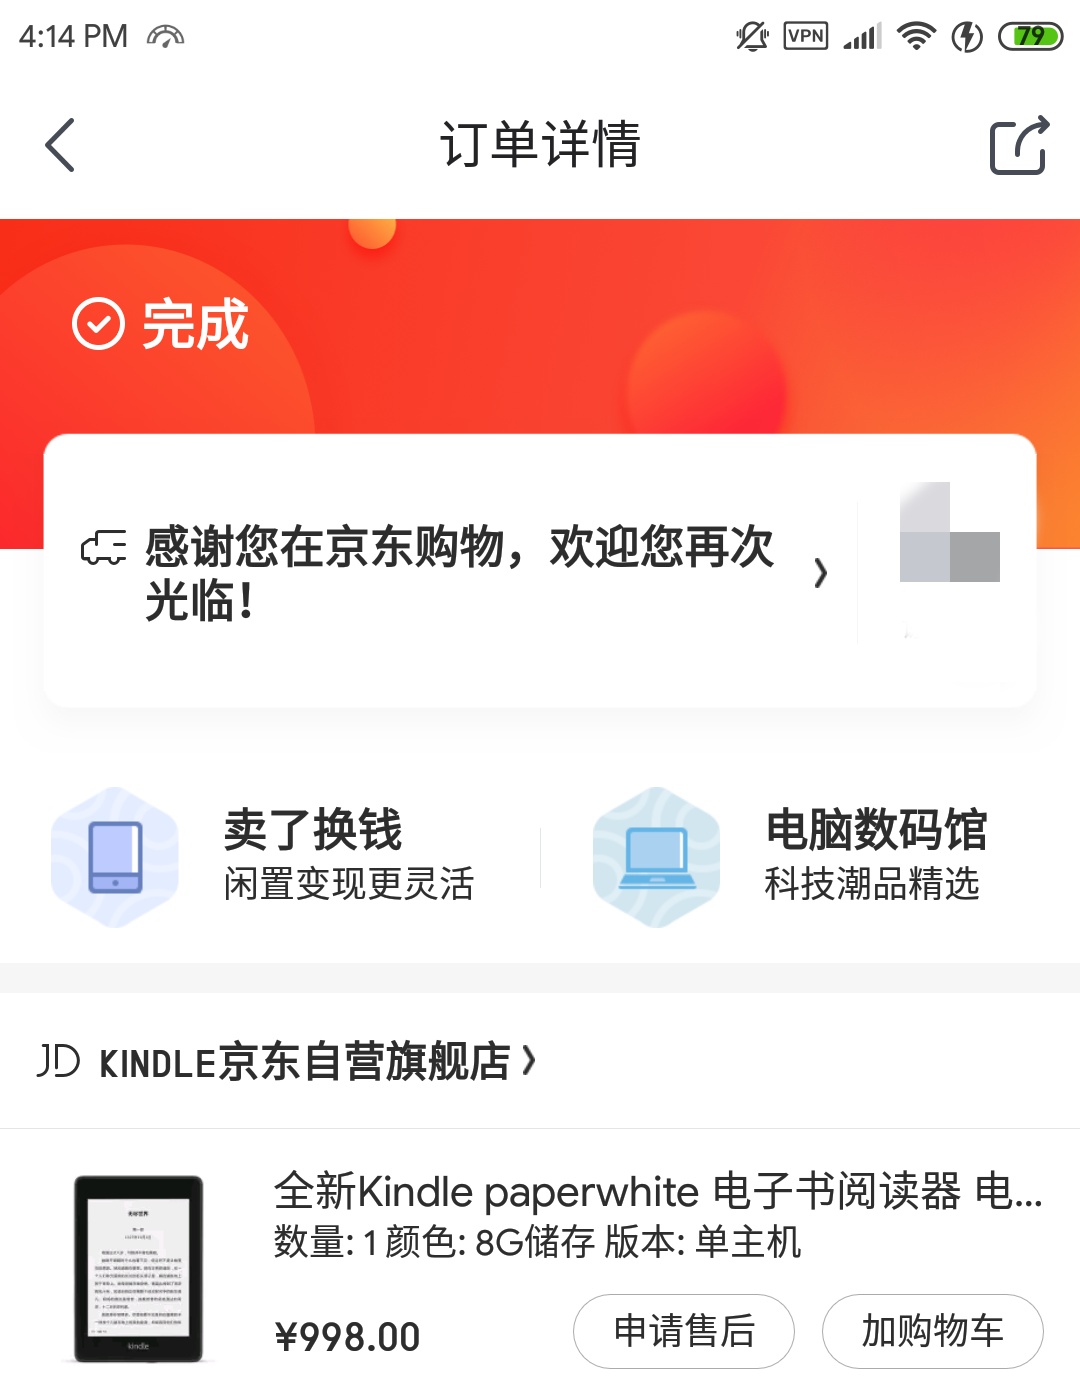 4:14 PM
VPN
79
订单详情
完成
感谢您在京东购物，欢迎您再次
光临！
卖了换钱
闲置变现更灵活
电脑数码馆
科技潮品精选
JD KINDLE京东自营旗舰店
全新Kindle paperwhite 电子书阅读器 电...
数量: 1 颜色: 8G储存 版本: 单主机
¥998.00
申请售后
加购物车
kindle